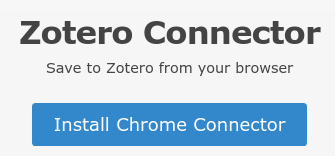 Zotero Connector
Save to Zotero from your browser
Install Chrome Connector